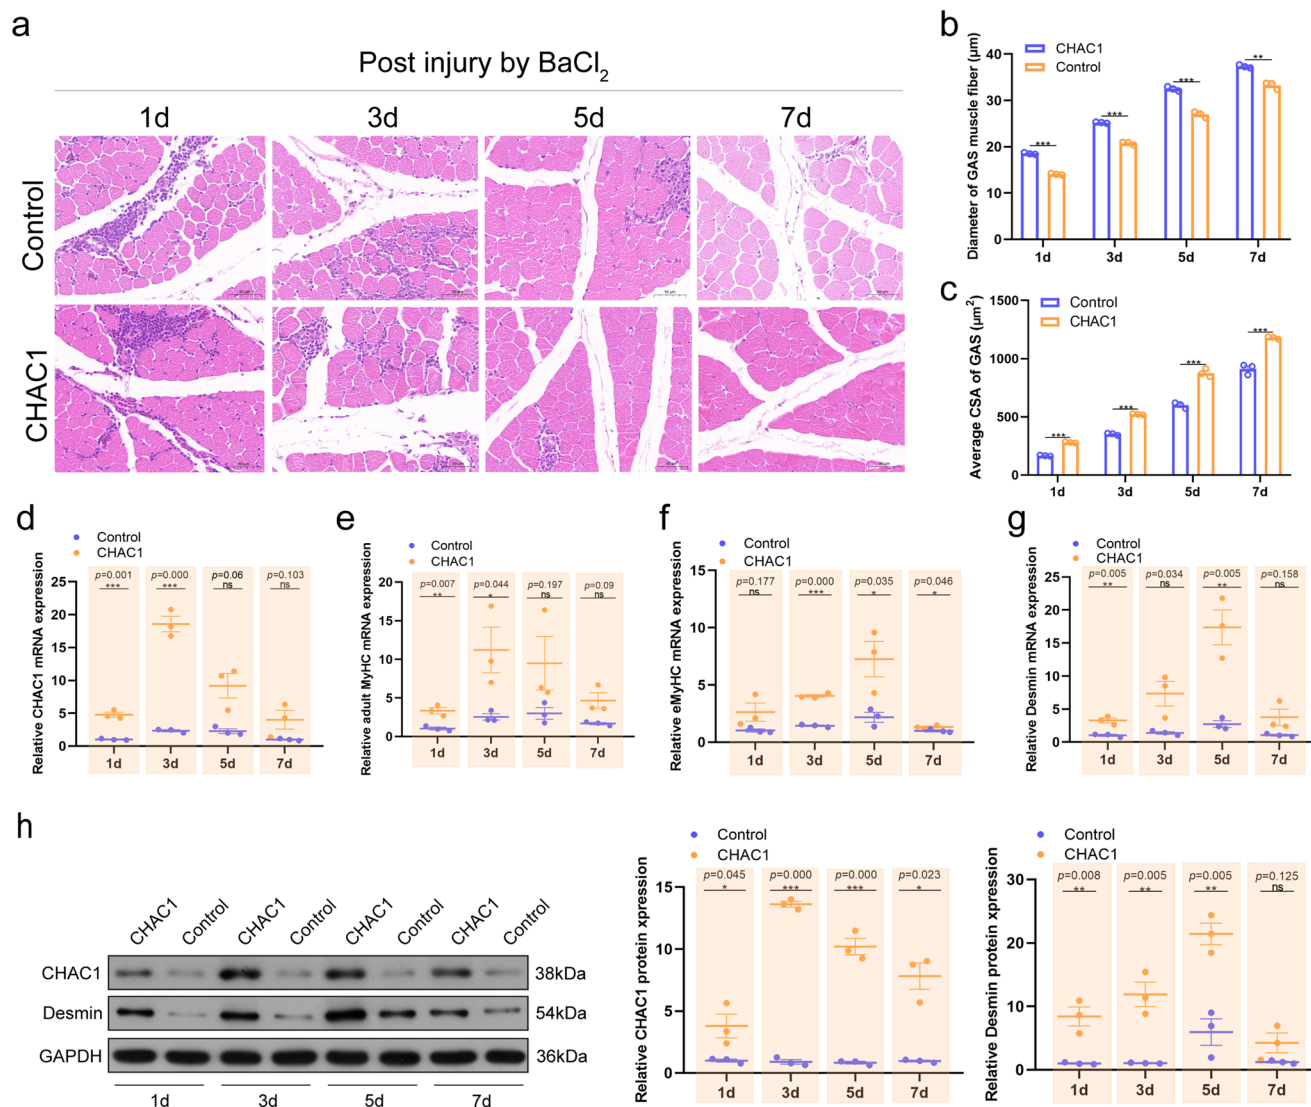 a
Post injury by BaCl2
1d 3d 5d 7d
Control
CHAC1
b
CHAC1
Control
Diameter of GAS muscle fiber (μm)
40
30
20
10
0
*** *** *** **
1d 3d 5d 7d
c
Control
CHAC1
Average CSA of GAS (μm2)
1500
1000
500
0
*** *** *** ***
1d 3d 5d 7d
d
Control
CHAC1
Relative CHAC1 mRNA expression
25
20
15
10
5
0
p=0.001 p=0.000 p=0.06 p=0.103
*** *** ns ns
1d 3d 5d 7d
e
Control
CHAC1
Relative adult MyHC mRNA expression
20
15
10
5
0
p=0.007 p=0.044 p=0.197 p=0.09
** * ns ns
1d 3d 5d 7d
f
Control
CHAC1
Relative eMyHC mRNA expression
15
10
5
0
p=0.177 p=0.000 p=0.035 p=0.046
ns *** * *
1d 3d 5d 7d
g
Control
CHAC1
Relative Desmin mRNA expression
25
20
15
10
5
0
p=0.005 p=0.034 p=0.005 p=0.158
** ns ** ns
1d 3d 5d 7d
h
CHAC1 Control CHAC1 Control CHAC1 Control CHAC1 Control
CHAC1 38kDa
Desmin 54kDa
GAPDH 36kDa
1d 3d 5d 7d
Control
CHAC1
Relative CHAC1 protein xpression
15
10
5
0
p=0.045 p=0.000 p=0.000 p=0.023
* *** *** *
1d 3d 5d 7d
Control
CHAC1
Relative Desmin protein xpression
30
20
10
0
p=0.008 p=0.005 p=0.005 p=0.125
** ** ** ns
1d 3d 5d 7d